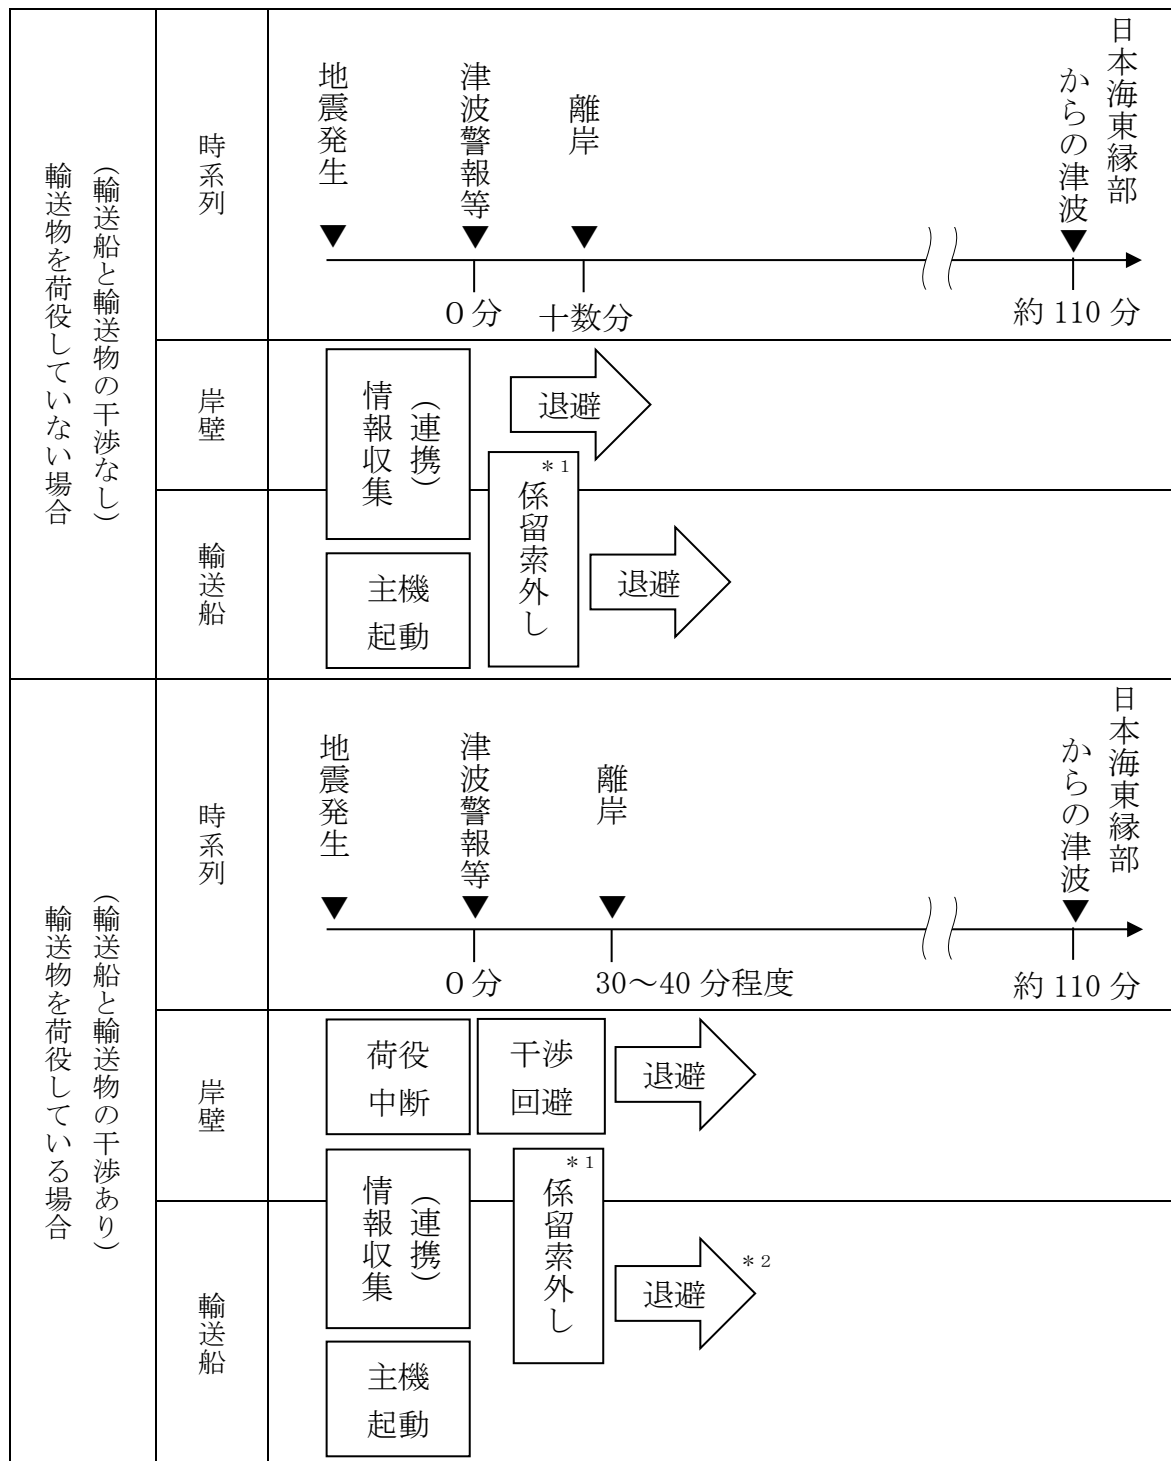 輸送物を荷役していない場合
（輸送船と輸送物の干渉なし）
時系列
地震発生
津波警報等
離岸
日本海東縁部
からの津波
0分
十数分
約110分
岸壁
情報収集
（連携）
退避
*1
係留索外し
輸送船
主機
起動
退避
輸送物を荷役している場合
（輸送船と輸送物の干渉あり）
時系列
地震発生
津波警報等
離岸
日本海東縁部
からの津波
0分
30～40分程度
約110分
岸壁
荷役
中断
干渉
回避
退避
情報収集
（連携）
*1
係留索外し
輸送船
退避
*2
主機
起動